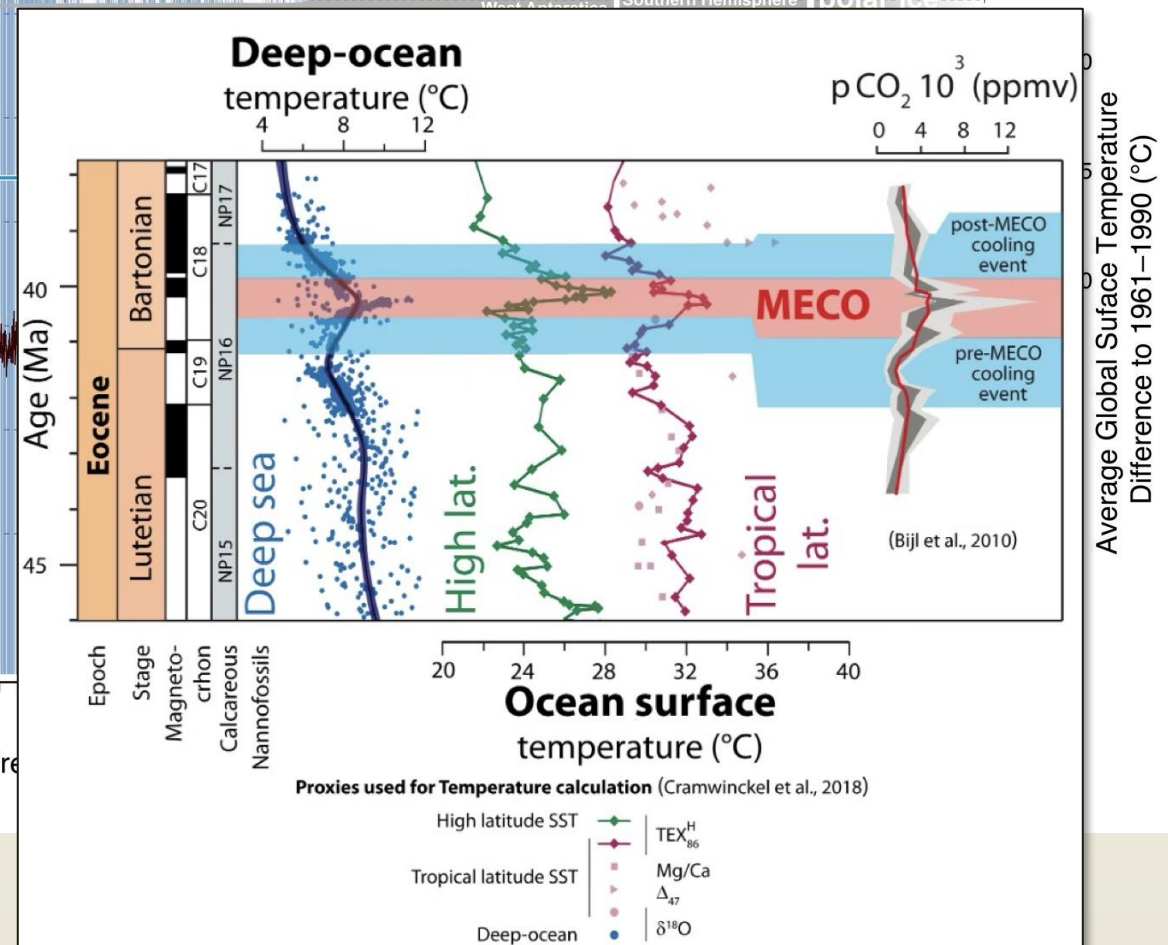 West Antarctica
Southern Hemisphere
polar ice
Deep-ocean
temperature (°C)
4 8 12
pCO2 10³ (ppmv)
0 4 8 12
Age (Ma)
40
45
Eocene
Bartonian
Lutetian
C17
C18
C19
C20
NP17
NP16
NP15
Deep sea
High lat.
Tropical
lat.
MECO
post-MECO
cooling
event
pre-MECO
cooling
event
(Bijl et al., 2010)
Epoch
Stage
Magneto-
crhon
Calcareous
Nannofossils
20 24 28 32 36 40
Ocean surface
temperature (°C)
Proxies used for Temperature calculation (Cramwinckel et al., 2018)
High latitude SST
TEX₈₆ᴴ
Tropical latitude SST
Mg/Ca
Δ₄₇
Deep-ocean
δ¹⁸O
Average Global Suface Temperature
Difference to 1961–1990 (°C)